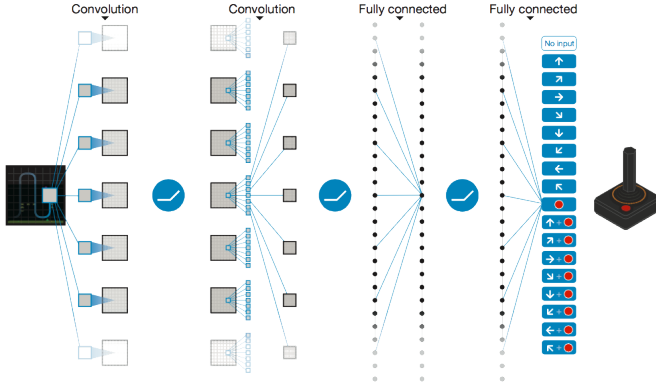 Convolution
Convolution
Fully connected
Fully connected
No input
+
+
+
+
+
+
+
+